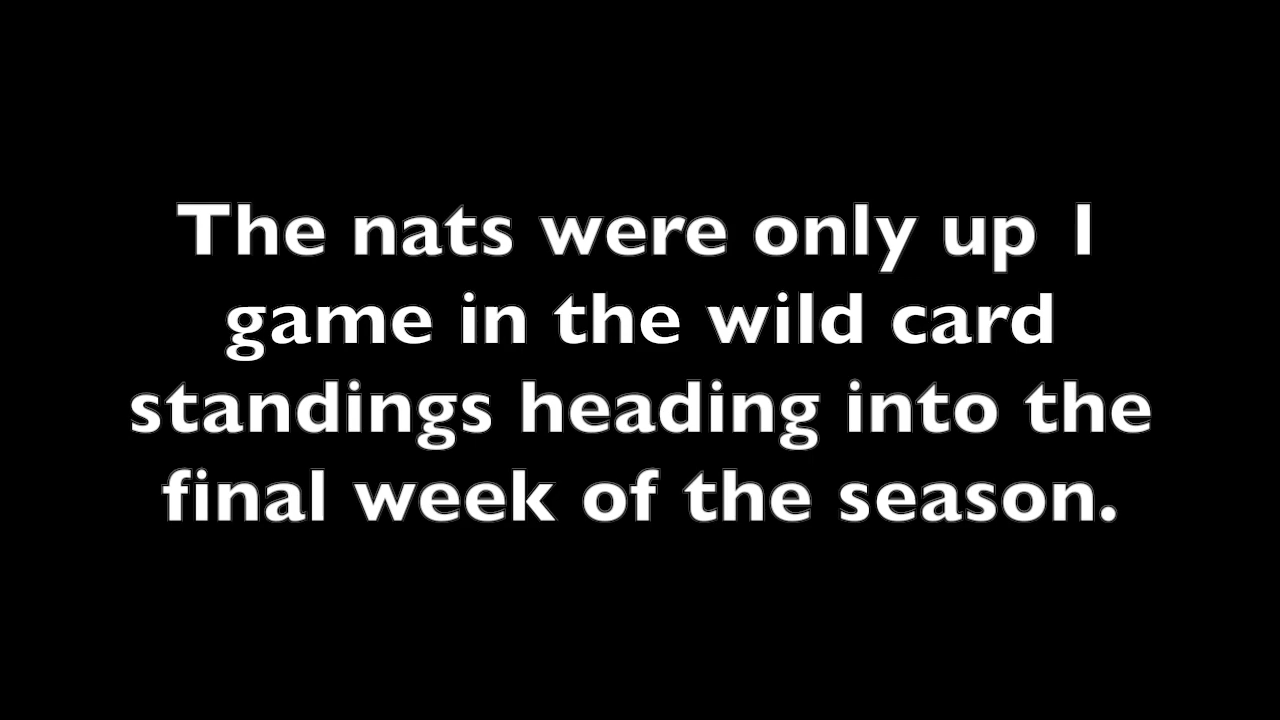 The nats were only up 1
game in the wild card
standings heading into the
final week of the season.